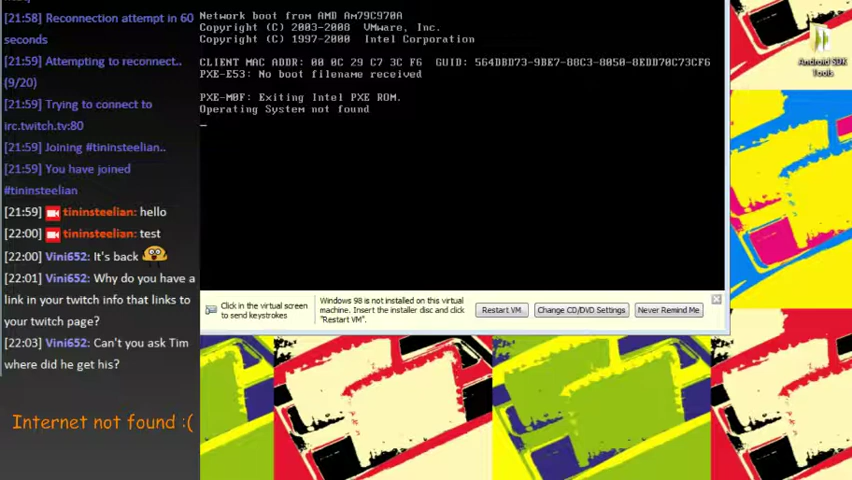 [21:58] Reconnection attempt in 60
seconds
[21:59] Attempting to reconnect..
(9/20)
[21:59] Trying to connect to
irc.twitch.tv:80
[21:59] Joining #tininsteelian..
[21:59] You have joined
#tininsteelian
[21:59] tininsteelian: hello
[22:00] tininsteelian: test
[22:00] Vini652: It's back
[22:01] Vini652: Why do you have a
link in your twitch info that links to
your twitch page?
[22:03] Vini652: Can't you ask Tim
where did he get his?
Internet not found :(
Network boot from AMD Am79C970A
Copyright (C) 2003-2008 VMware, Inc.
Copyright (C) 1997-2000 Intel Corporation
CLIENT MAC ADDR: 00 0C 29 C7 3C F6 GUID: 564DBD73-9BE7-88C3-8050-8EDD70C73CF6
PXE-E53: No boot filename received
PXE-M0F: Exiting Intel PXE ROM.
Operating System not found
Click in the virtual screen
to send keystrokes
Windows 98 is not installed on this virtual
machine. Insert the installer disc and click
"Restart VM".
Restart VM
Change CD/DVD Settings
Never Remind Me
Android SDK
Tools